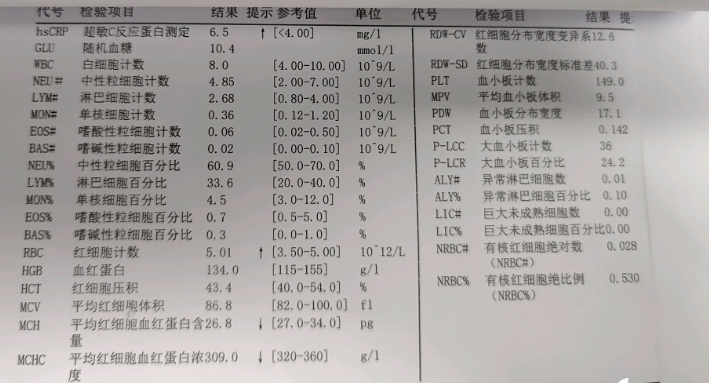 代号 检验项目 结果 提示 参考值 单位
hsCRP 超敏C反应蛋白测定 6.5 ↑ [<4.00] mg/l
GLU 随机血糖 10.4 mmol/l
WBC 白细胞计数 8.0 [4.00-10.00] 10^9/L
NEU# 中性粒细胞计数 4.85 [2.00-7.00] 10^9/L
LYM# 淋巴细胞计数 2.68 [0.80-4.00] 10^9/L
MON# 单核细胞计数 0.36 [0.12-1.20] 10^9/L
EOS# 嗜酸性粒细胞计数 0.06 [0.02-0.50] 10^9/L
BAS# 嗜碱性粒细胞计数 0.02 [0.00-0.10] 10^9/L
NEU% 中性粒细胞百分比 60.9 [50.0-70.0] %
LYM% 淋巴细胞百分比 33.6 [20.0-40.0] %
MON% 单核细胞百分比 4.5 [3.0-12.0] %
EOS% 嗜酸性粒细胞百分比 0.7 [0.5-5.0] %
BAS% 嗜碱性粒细胞百分比 0.3 [0.0-1.0] %
RBC 红细胞计数 5.01 ↑ [3.50-5.00] 10^12/L
HGB 血红蛋白 134.0 [115-155] g/l
HCT 红细胞压积 43.4 [40.0-54.0] %
MCV 平均红细胞体积 86.8 [82.0-100.0] fl
MCH 平均红细胞血红蛋白含26.8 ↓ [27.0-34.0] pg
量
MCHC 平均红细胞血红蛋白浓309.0 ↓ [320-360] g/l
度
代号 检验项目 结果 提
RDW-CV 红细胞分布宽度变异系12.6
数
RDW-SD 红细胞分布宽度标准差40.3
PLT 血小板计数 149.0
MPV 平均血小板体积 9.5
PDW 血小板分布宽度 17.1
PCT 血小板压积 0.142
P-LCC 大血小板计数 36
P-LCR 大血小板百分比 24.2
ALY# 异常淋巴细胞数 0.01
ALY% 异常淋巴细胞百分比 0.10
LIC# 巨大未成熟细胞数 0.00
LIC% 巨大未成熟细胞百分比0.00
NRBC# 有核红细胞绝对数 0.028
(NRBC#)
NRBC% 有核红细胞绝比例 0.530
(NRBC%)